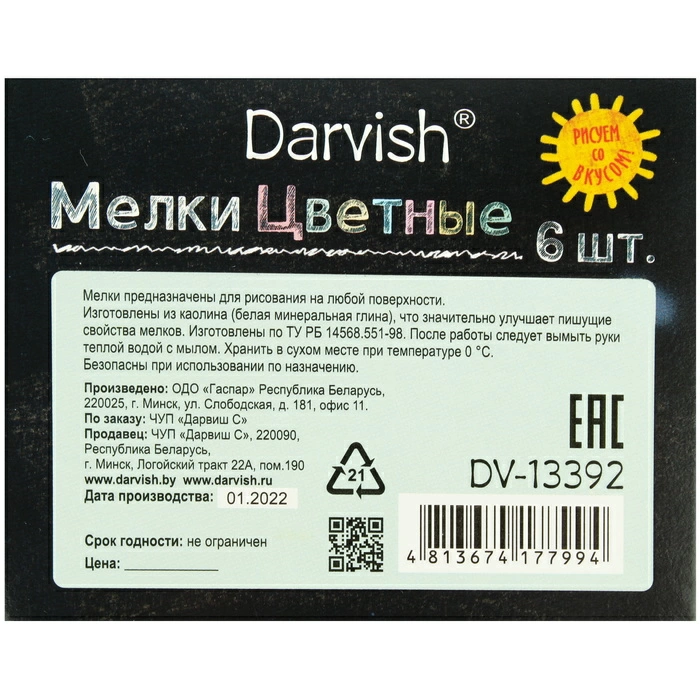 Darvish®
РИСУЕМ
СО
ВКУСОМ!
Мелки Цветные
6 шт.
Мелки предназначены для рисования на любой поверхности.
Изготовлены из каолина (белая минеральная глина), что значительно улучшает пишущие
свойства мелков. Изготовлены по ТУ РБ 14568.551-98. После работы следует вымыть руки
теплой водой с мылом. Хранить в сухом месте при температуре 0 °С.
Безопасны при использовании по назначению.
Произведено: ОДО «Гаспар» Республика Беларусь,
220025, г. Минск, ул. Слободская, д. 181, офис 11.
По заказу: ЧУП «Дарвиш С»
Продавец: ЧУП «Дарвиш С», 220090,
Республика Беларусь,
г. Минск, Логойский тракт 22А, пом.190
www.darvish.by www.darvish.ru
Дата производства: 01.2022
Срок годности: не ограничен
Цена: ____________
21
EAC
DV-13392
4 813674 177994